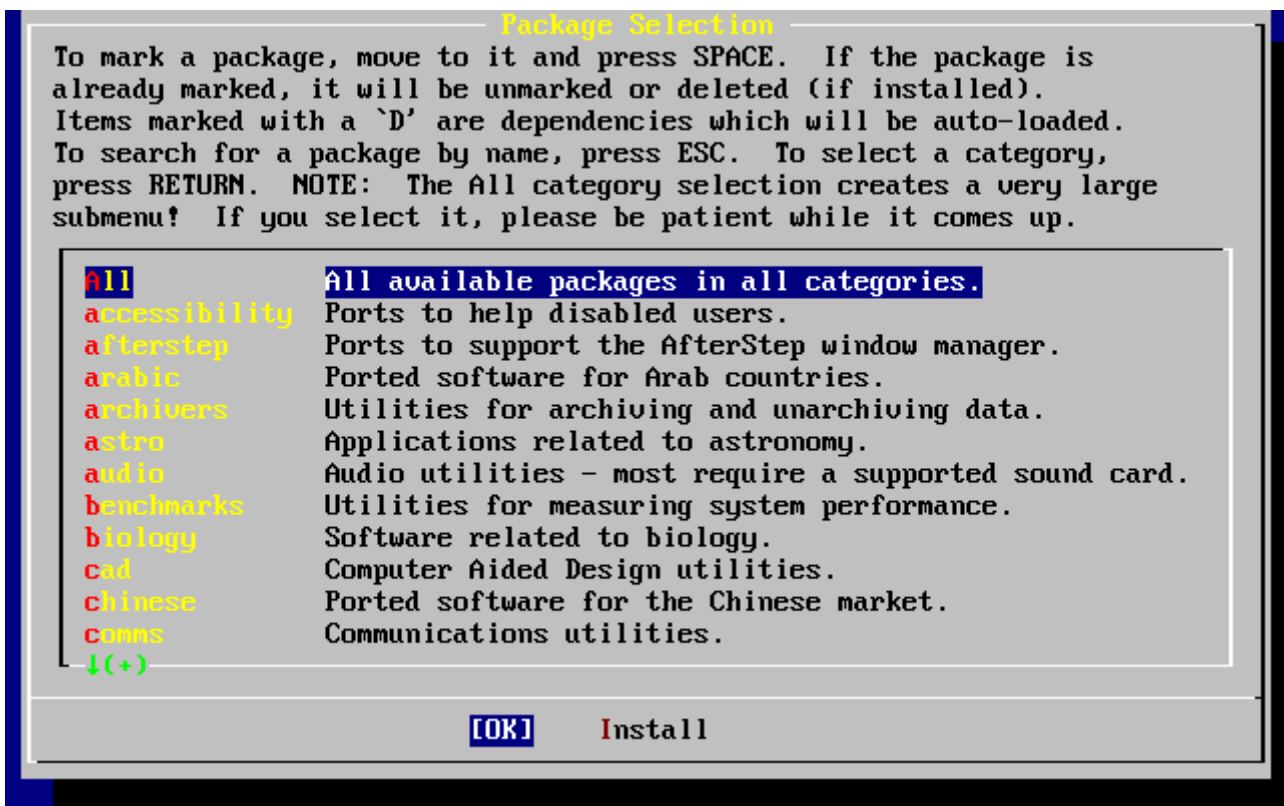 Package Selection
To mark a package, move to it and press SPACE.  If the package is
already marked, it will be unmarked or deleted (if installed).
Items marked with a `D' are dependencies which will be auto-loaded.
To search for a package by name, press ESC.  To select a category,
press RETURN.  NOTE:  The All category selection creates a very large
submenu!  If you select it, please be patient while it comes up.
All All available packages in all categories.
accessibility Ports to help disabled users.
afterstep Ports to support the AfterStep window manager.
arabic Ported software for Arab countries.
archivers Utilities for archiving and unarchiving data.
astro Applications related to astronomy.
audio Audio utilities - most require a supported sound card.
benchmarks Utilities for measuring system performance.
biology Software related to biology.
cad Computer Aided Design utilities.
chinese Ported software for the Chinese market.
comms Communications utilities.
↓(+)
[OK] Install